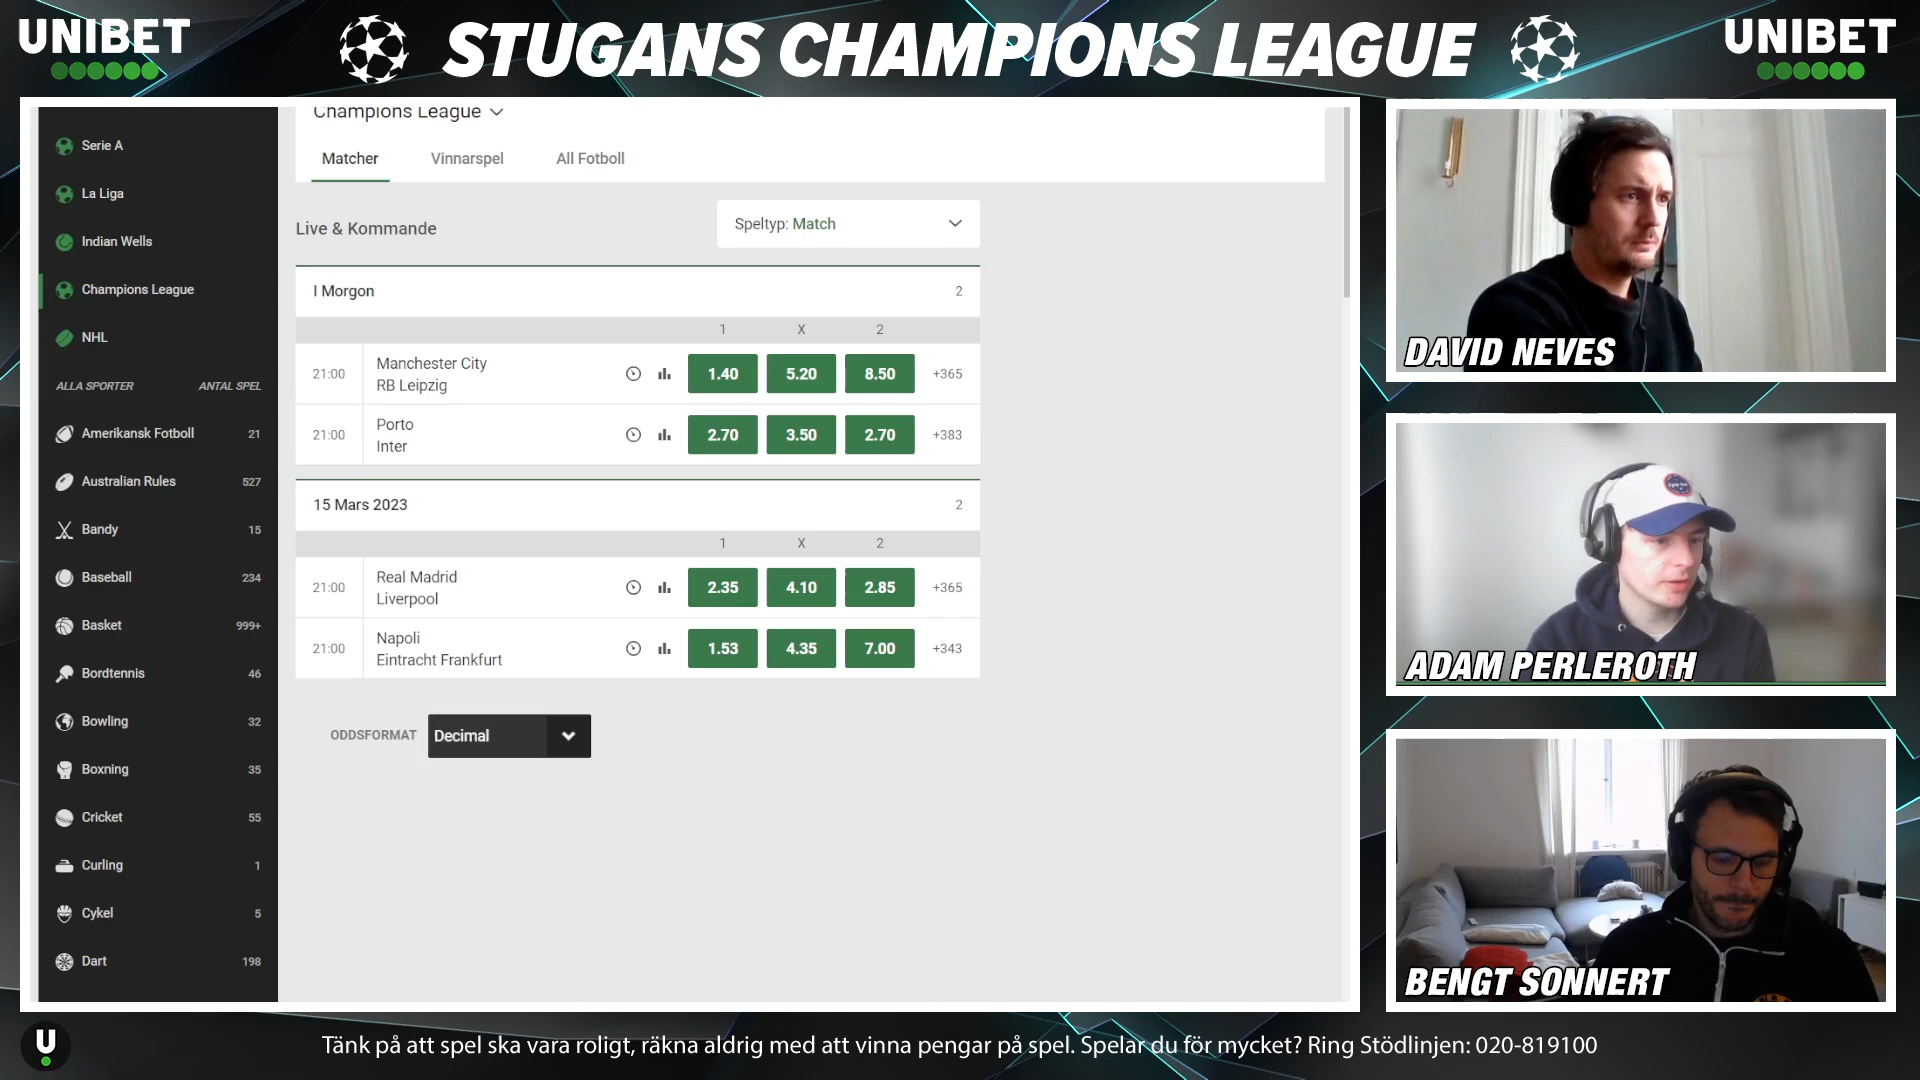 UNIBET
STUGANS CHAMPIONS LEAGUE
UNIBET
Champions League
Matcher
Vinnarspel
All Fotboll
Live & Kommande
Speltyp: Match
I Morgon
2
1
X
2
21:00
Manchester City
RB Leipzig
1.40
5.20
8.50
+365
21:00
Porto
Inter
2.70
3.50
2.70
+383
15 Mars 2023
2
1
X
2
21:00
Real Madrid
Liverpool
2.35
4.10
2.85
+365
21:00
Napoli
Eintracht Frankfurt
1.53
4.35
7.00
+343
ODDSFORMAT
Decimal
Serie A
La Liga
Indian Wells
Champions League
NHL
ALLA SPORTER ANTAL SPEL
Amerikansk Fotboll 21
Australian Rules 527
Bandy 15
Baseball 234
Basket 999+
Bordtennis 46
Bowling 32
Boxning 35
Cricket 55
Curling 1
Cykel 5
Dart 198
DAVID NEVES
ADAM PERLEROTH
BENGT SONNERT
U
Tänk på att spel ska vara roligt, räkna aldrig med att vinna pengar på spel. Spelar du för mycket? Ring Stödlinjen: 020-819100